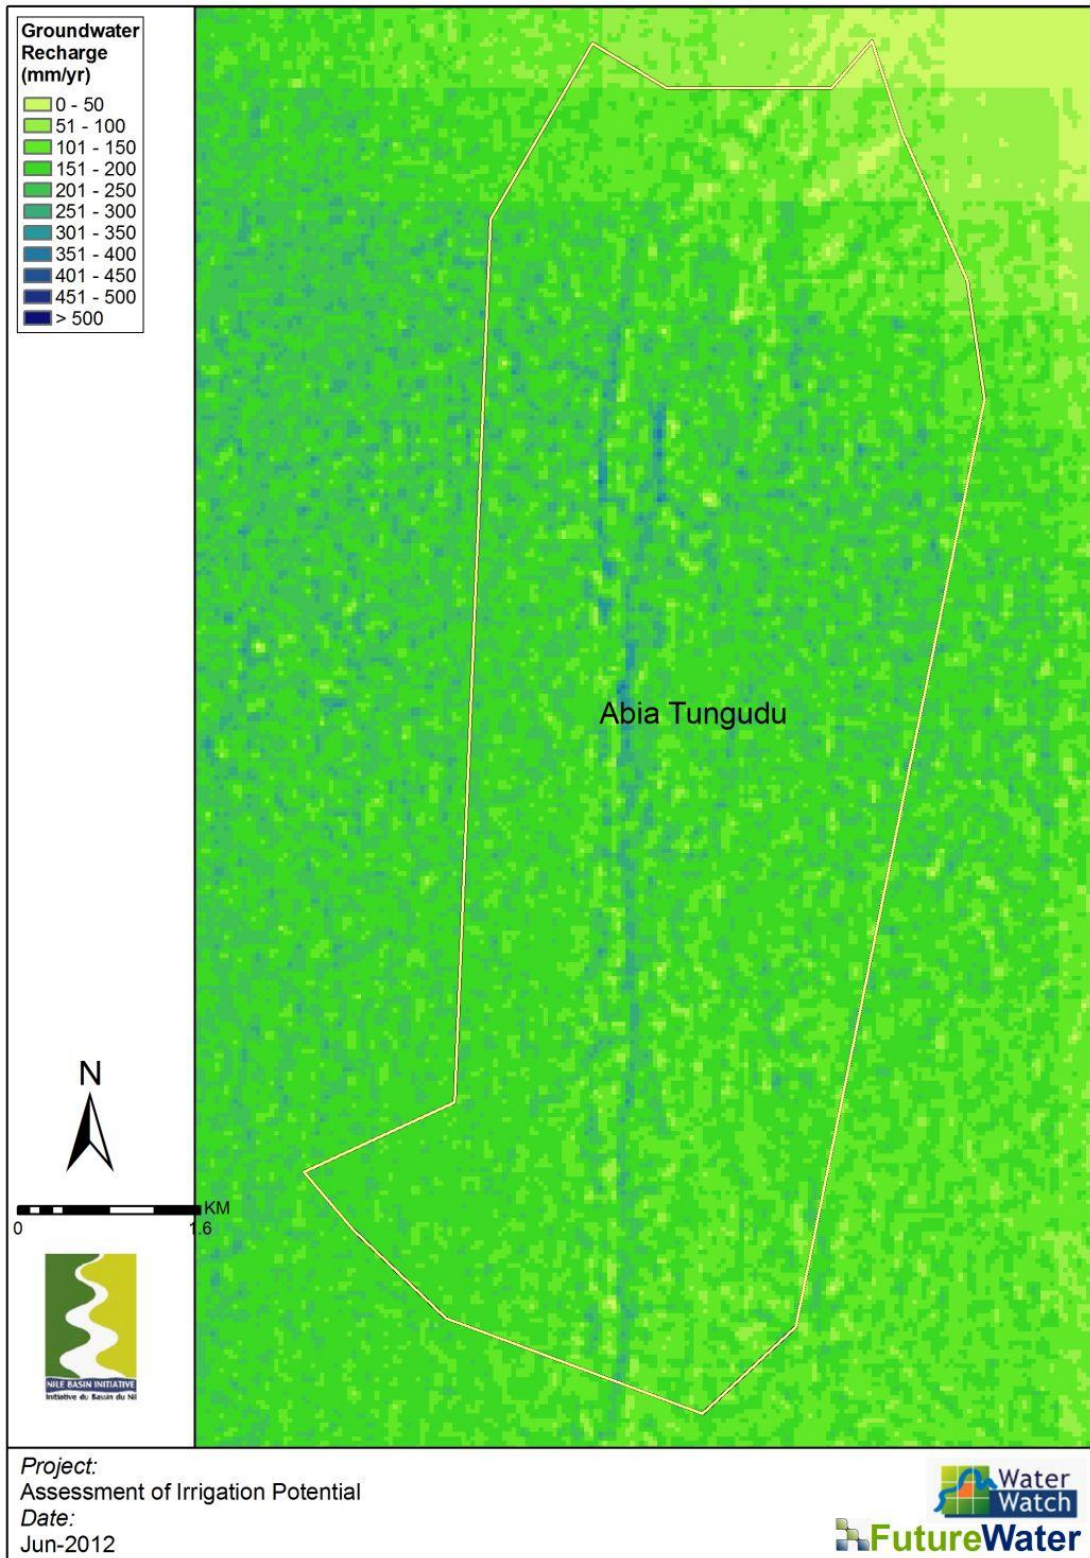 Groundwater
Recharge
(mm/yr)
0 - 50
51 - 100
101 - 150
151 - 200
201 - 250
251 - 300
301 - 350
351 - 400
401 - 450
451 - 500
> 500
Abia Tungudu
N
KM
0 1.6
NILE BASIN INITIATIVE
Initiative du Bassin du Nil
Project:
Assessment of Irrigation Potential
Date:
Jun-2012
Water
Watch
FutureWater